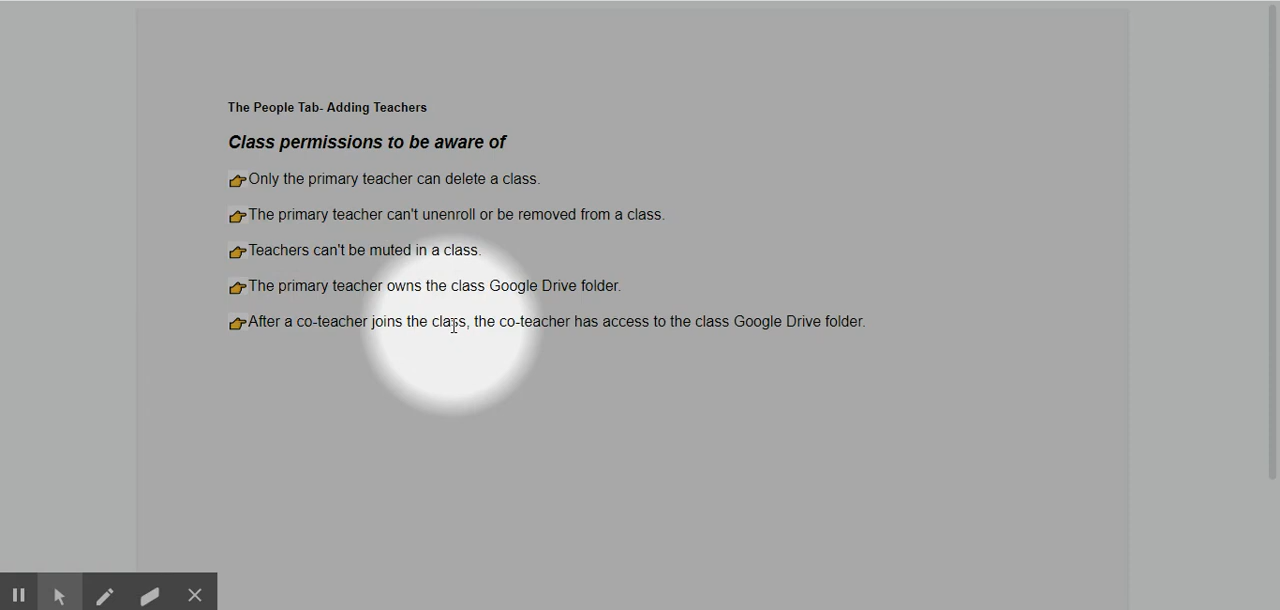 The People Tab- Adding Teachers
Class permissions to be aware of
👉Only the primary teacher can delete a class.
👉The primary teacher can't unenroll or be removed from a class.
👉Teachers can't be muted in a class.
👉The primary teacher owns the class Google Drive folder.
👉After a co-teacher joins the class, the co-teacher has access to the class Google Drive folder.